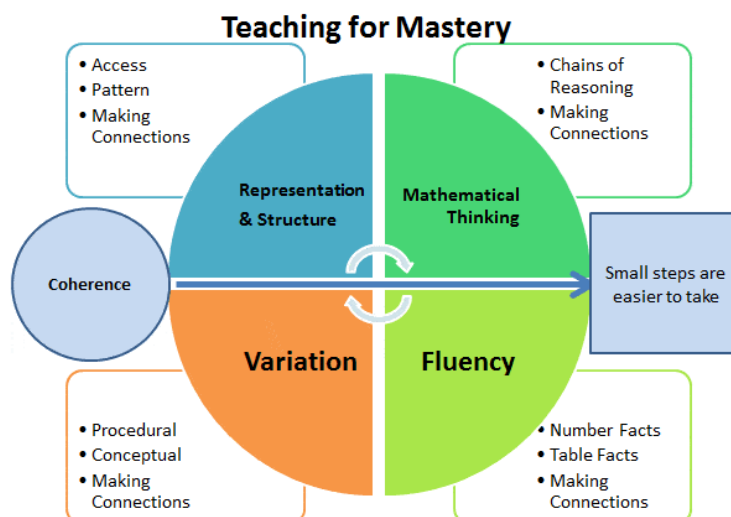 Teaching for Mastery
• Access
• Pattern
• Making
Connections
• Chains of
Reasoning
• Making
Connections
Representation
& Structure
Mathematical
Thinking
Coherence
Small steps are
easier to take
Variation
Fluency
• Procedural
• Conceptual
• Making
Connections
• Number Facts
• Table Facts
• Making
Connections